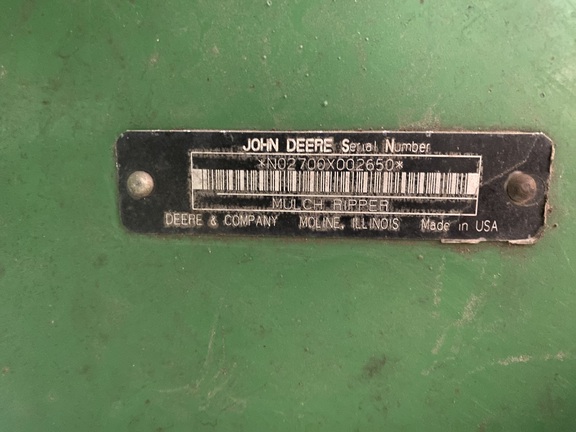 JOHN DEERE Serial Number
*N02700X002650*
MULCH RIPPER
DEERE & COMPANY MOLINE, ILLINOIS Made in USA